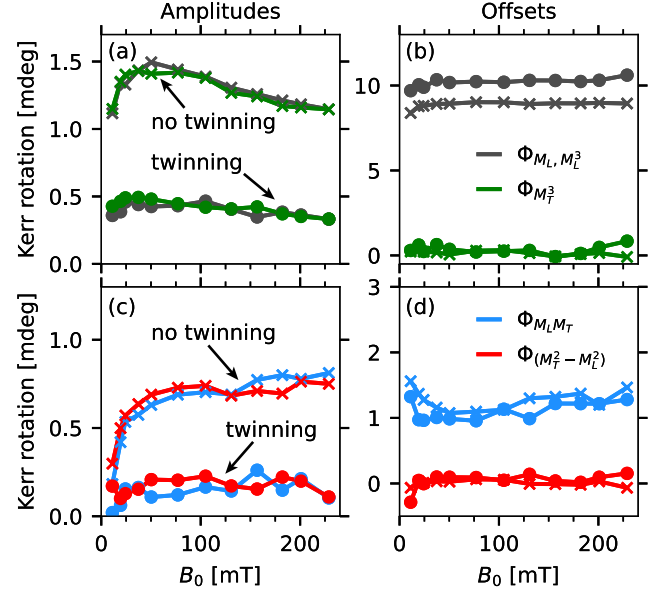 Amplitudes
Offsets
(a)
(b)
Kerr rotation [mdeg]
1.5
1.0
0.5
0.0
no twinning
twinning
10
5
0
Φ_{M_L, M_L^3}
Φ_{M_T^3}
(c)
(d)
Kerr rotation [mdeg]
1.0
0.5
0.0
no twinning
twinning
3
2
1
0
Φ_{M_L M_T}
Φ_{(M_T^2 − M_L^2)}
0
100
200
0
100
200
B_0 [mT]
B_0 [mT]